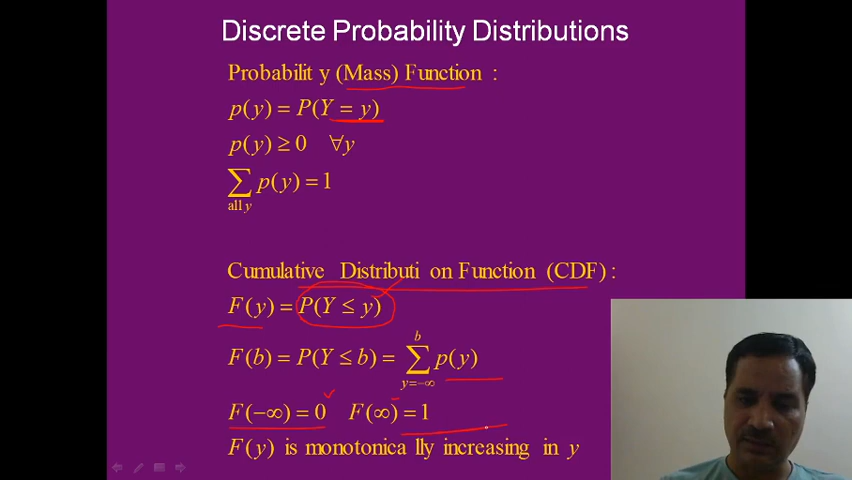 Discrete Probability Distributions
Probabilit y (Mass) Function :
p(y) = P(Y = y)
p(y) ≥ 0 ∀y
∑ p(y) = 1
all y
Cumulative Distributi on Function (CDF) :
F(y) = P(Y ≤ y)
b
F(b) = P(Y ≤ b) = ∑ p(y)
y=−∞
F(−∞) = 0 F(∞) = 1
F(y) is monotonica lly increasing in y